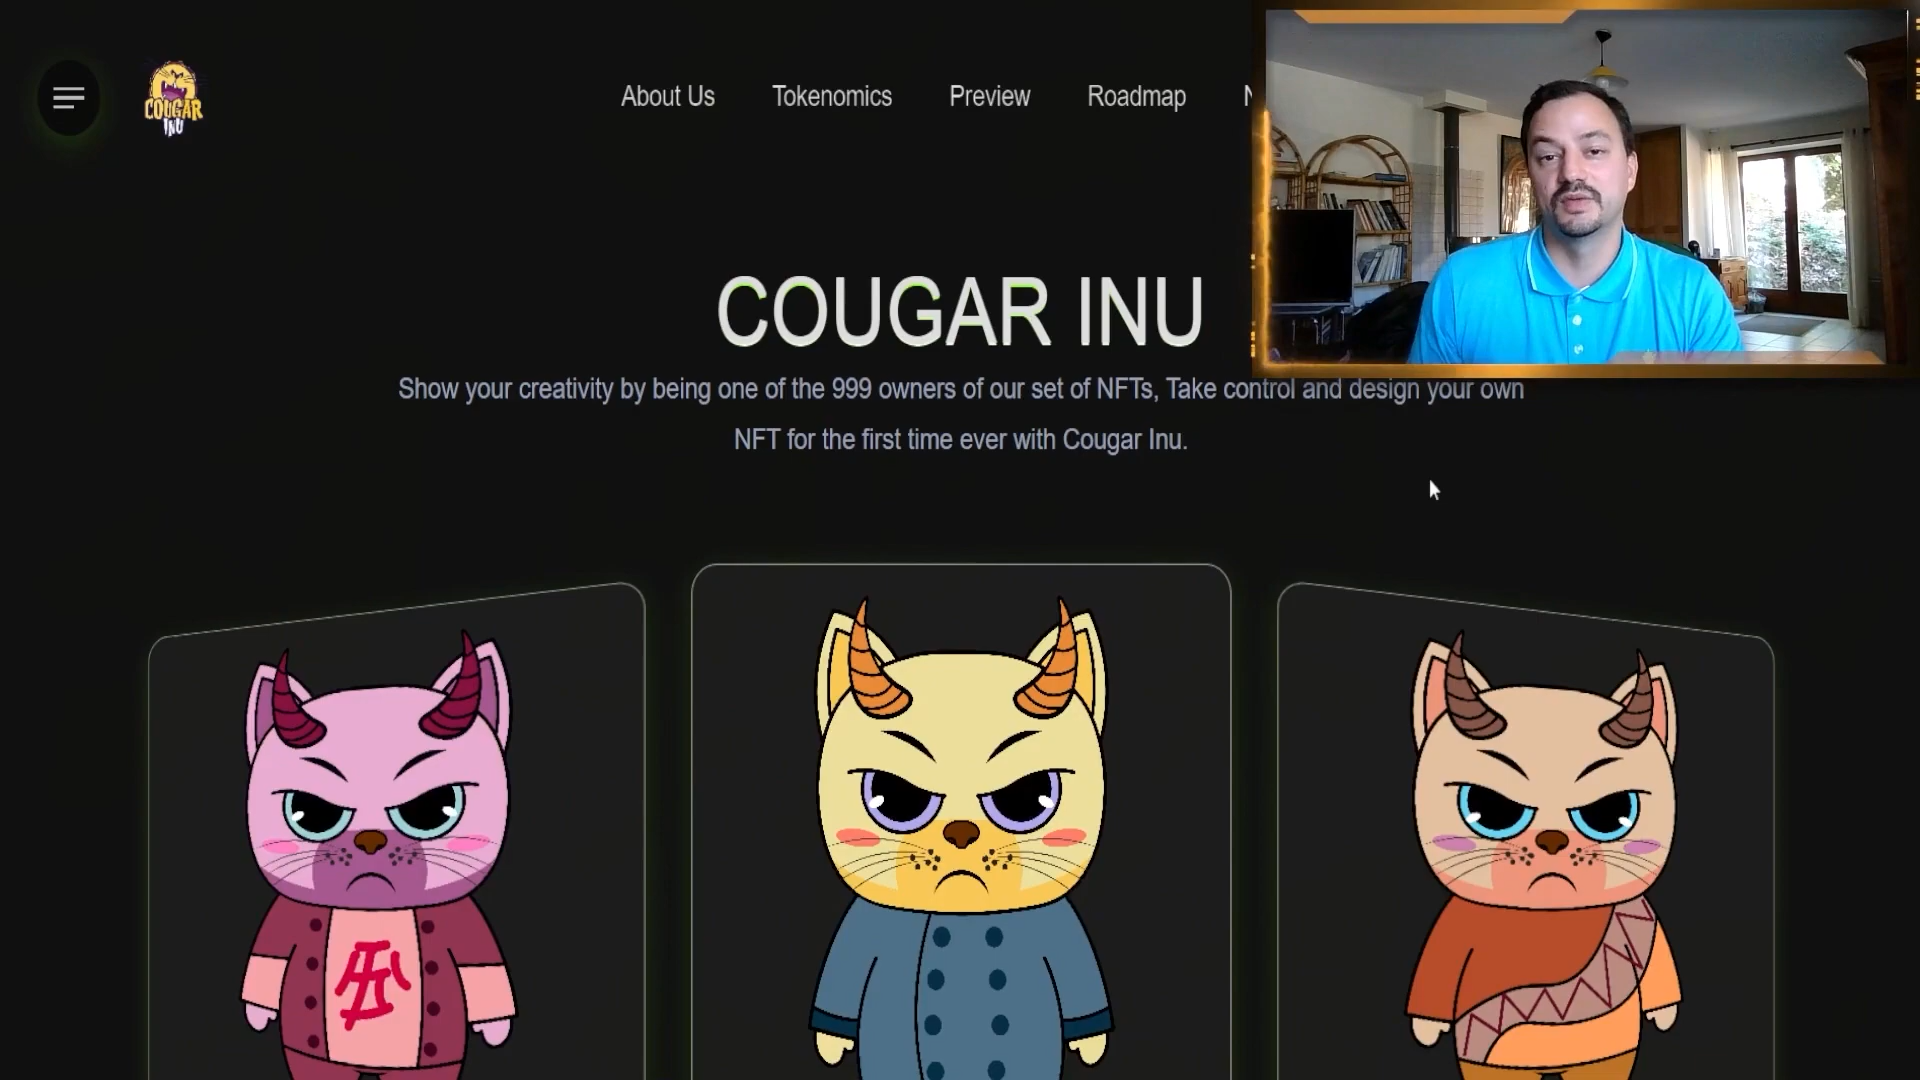 COUGAR
INU
About Us
Tokenomics
Preview
Roadmap
COUGAR INU
Show your creativity by being one of the 999 owners of our set of NFTs, Take control and design your own
NFT for the first time ever with Cougar Inu.